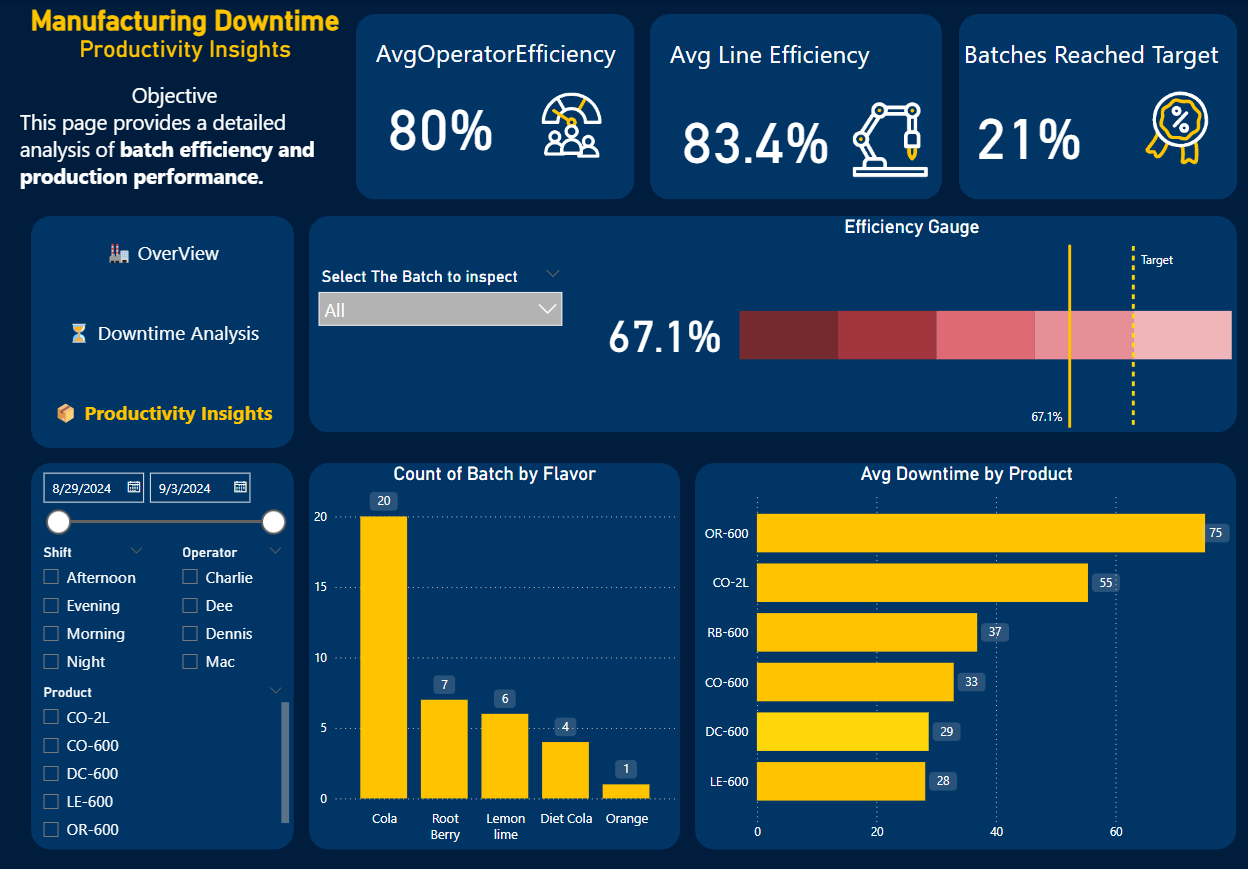 Manufacturing Downtime
Productivity Insights
Objective
This page provides a detailed
analysis of batch efficiency and
production performance.
AvgOperatorEfficiency
80%
Avg Line Efficiency
83.4%
Batches Reached Target
%
21%
OverView
Downtime Analysis
Productivity Insights
Efficiency Gauge
Select The Batch to inspect
All
67.1%
Target
67.1%
8/29/2024
9/3/2024
Shift
Afternoon
Evening
Morning
Night
Operator
Charlie
Dee
Dennis
Mac
Product
CO-2L
CO-600
DC-600
LE-600
OR-600
Count of Batch by Flavor
20
15
10
5
0
20
7
6
4
1
Cola
Root
Berry
Lemon
lime
Diet Cola
Orange
Avg Downtime by Product
OR-600
75
CO-2L
55
RB-600
37
CO-600
33
DC-600
29
LE-600
28
0
20
40
60